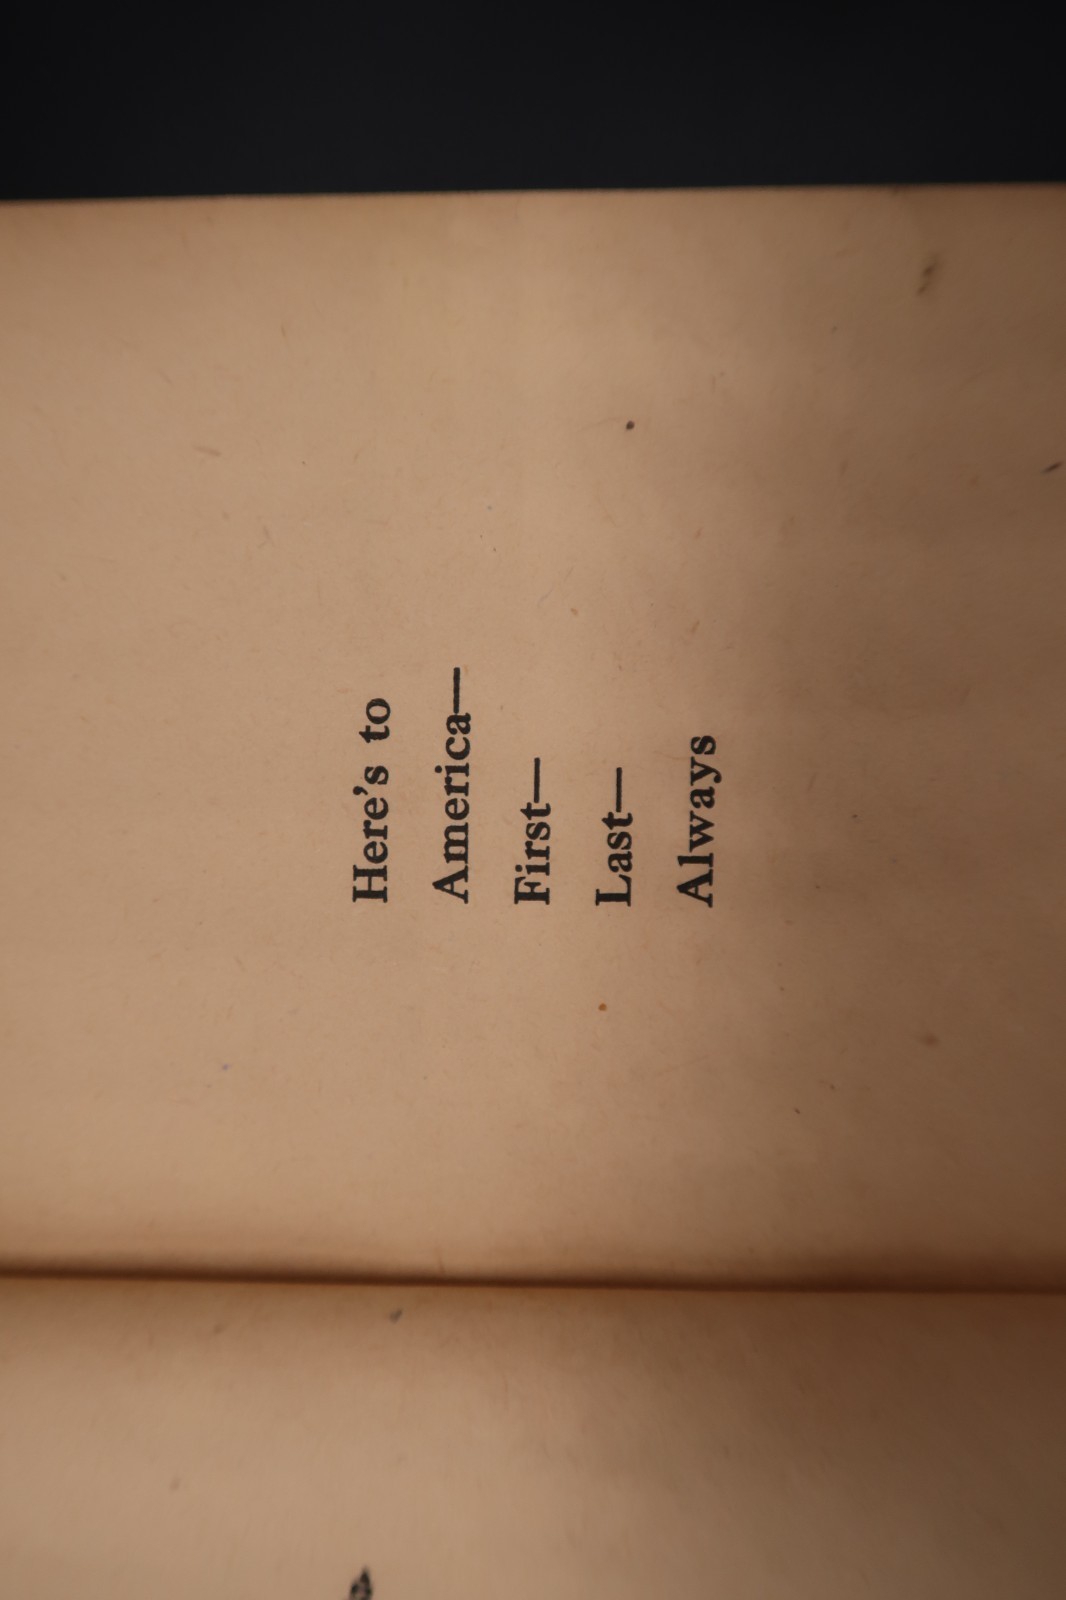 Here's to
America—
First—
Last—
Always